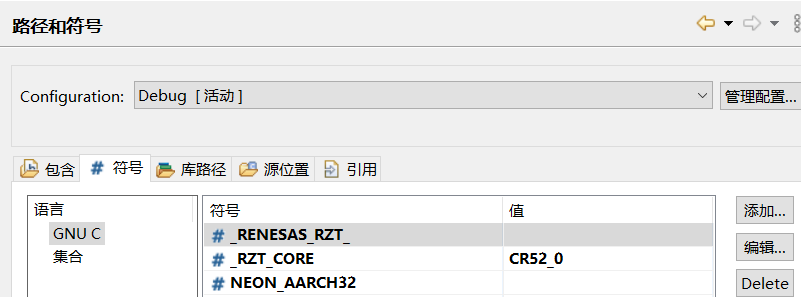 路径和符号
Configuration: Debug [ 活动 ] 管理配置...
包含 # 符号 库路径 源位置 引用
语言 符号 值 添加...
GNU C # _RENESAS_RZT_
集合 # _RZT_CORE CR52_0 编辑...
# NEON_AARCH32 Delete